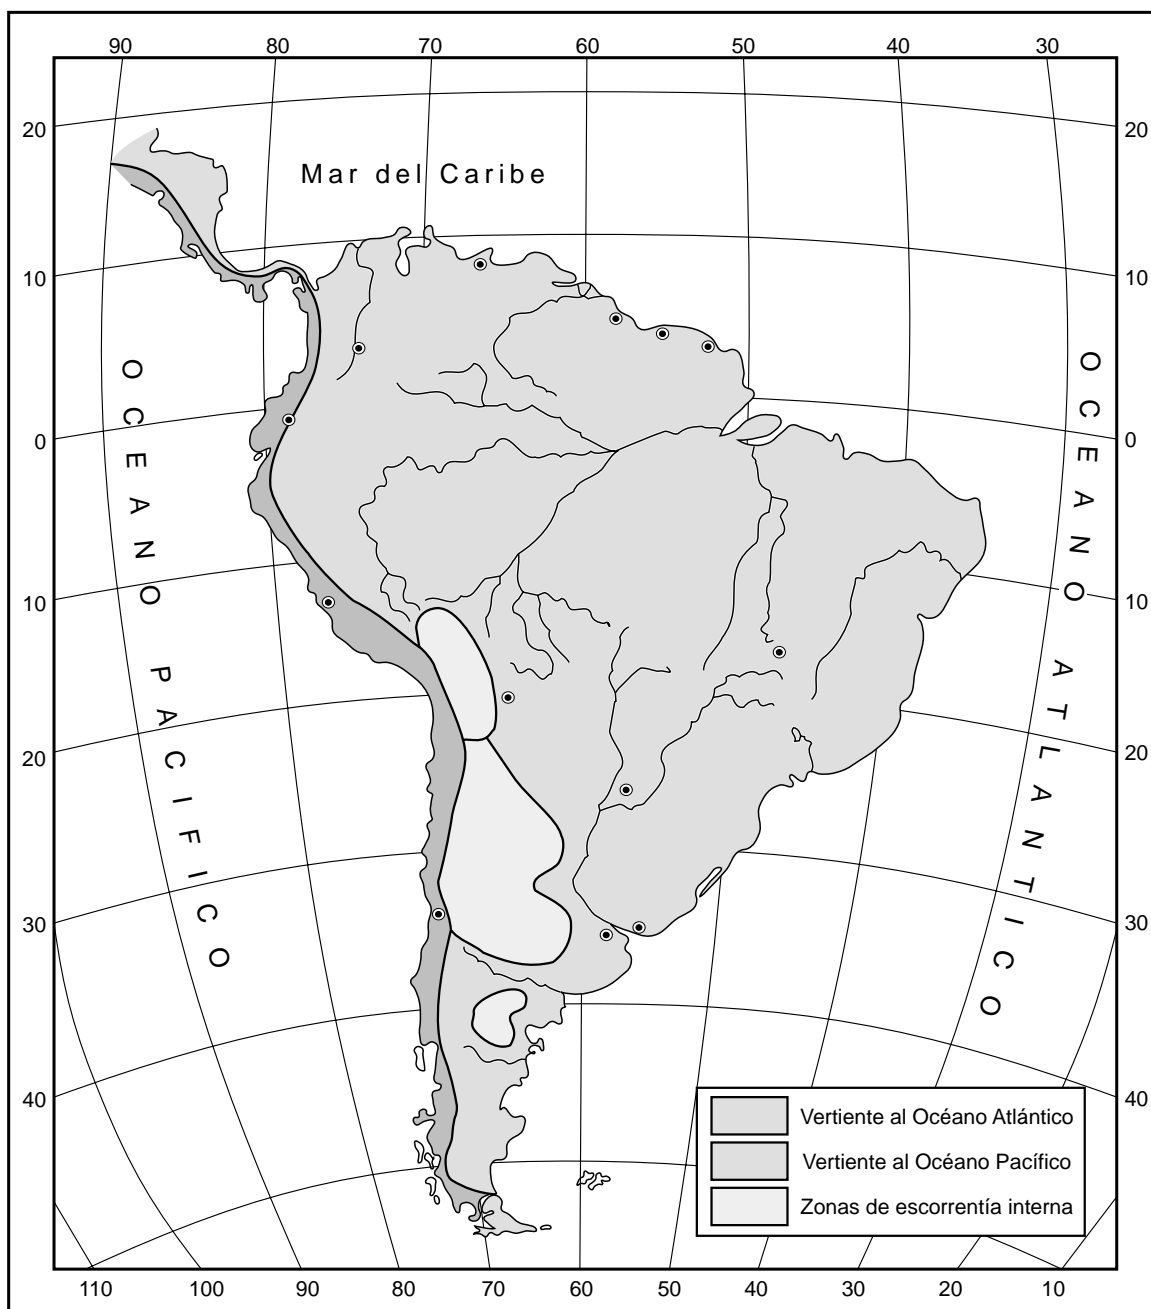 90 80 70 60 50 40 30
20 20
Mar del Caribe
10 10
OCEANO PACIFICO
OCEANO ATLANTICO
0 0
10 10
20 20
30 30
40 40
Vertiente al Océano Atlántico
Vertiente al Océano Pacífico
Zonas de escorrentía interna
110 100 90 80 70 60 50 40 30 20 10